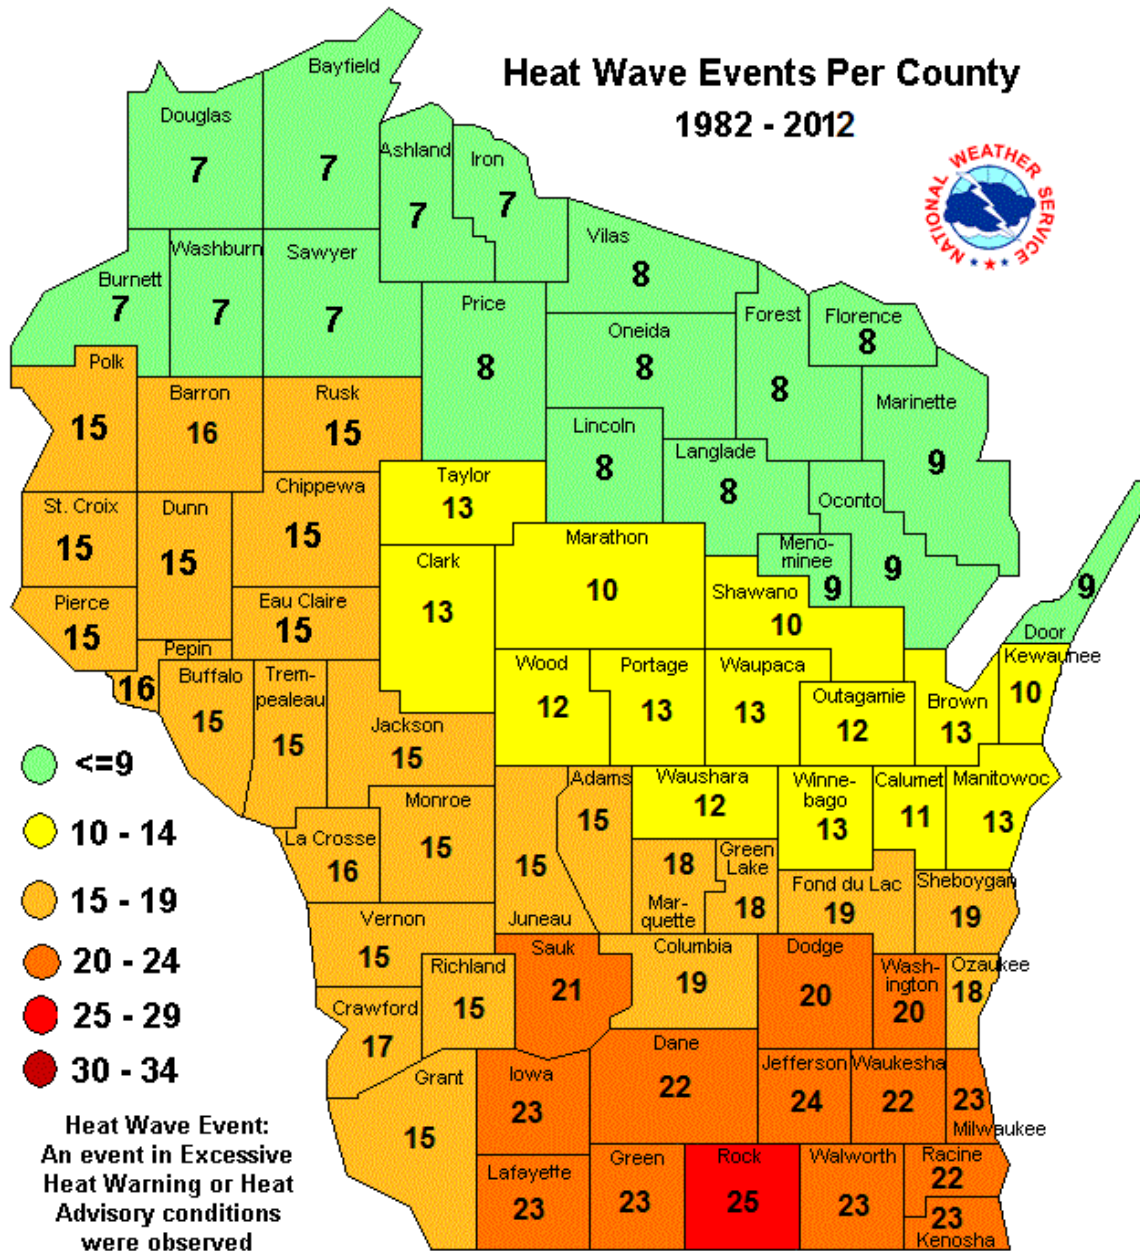 Heat Wave Events Per County
1982 - 2012
NATIONAL WEATHER SERVICE
Bayfield
7
Douglas
7
Ashland
7
Iron
7
Vilas
8
Washburn
7
Sawyer
7
Burnett
7
Price
8
Oneida
8
Forest
8
Florence
8
Polk
15
Barron
16
Rusk
15
Lincoln
8
Langlade
8
Marinette
9
Taylor
13
Chippewa
15
St. Croix
15
Dunn
15
Oconto
9
Marathon
10
Clark
13
Meno-
minee
9
Shawano
10
Door
9
Pierce
15
Eau Claire
15
Pepin
16
Buffalo
15
Trem-
pealeau
15
Jackson
15
Wood
12
Portage
13
Waupaca
13
Outagamie
12
Brown
13
Kewaunee
10
Adams
15
Waushara
12
Winne-
bago
13
Calumet
11
Manitowoc
13
Monroe
15
La Crosse
16
15
Juneau
18
Mar-
quette
Green
Lake
18
Fond du Lac
19
Sheboygan
19
Vernon
15
Richland
15
Sauk
21
Columbia
19
Dodge
20
Wash-
ington
20
Ozaukee
18
Crawford
17
Grant
15
Iowa
23
Dane
22
Jefferson
24
Waukesha
22
23
Milwaukee
Lafayette
23
Green
23
Rock
25
Walworth
23
Racine
22
23
Kenosha
<=9
10 - 14
15 - 19
20 - 24
25 - 29
30 - 34
Heat Wave Event:
An event in Excessive
Heat Warning or Heat
Advisory conditions
were observed